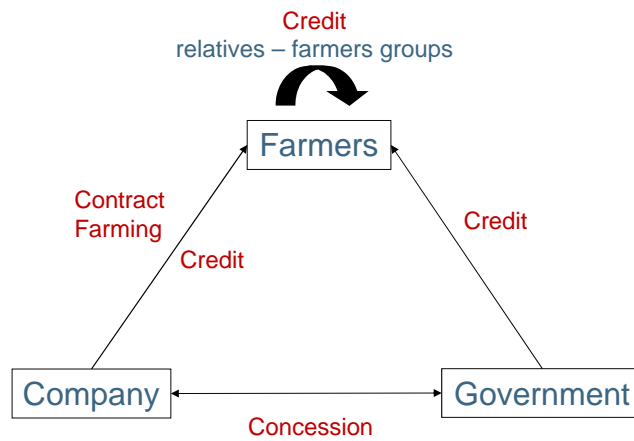 Credit
relatives – farmers groups
Farmers
Contract
Farming
Credit
Credit
Company
Government
Concession